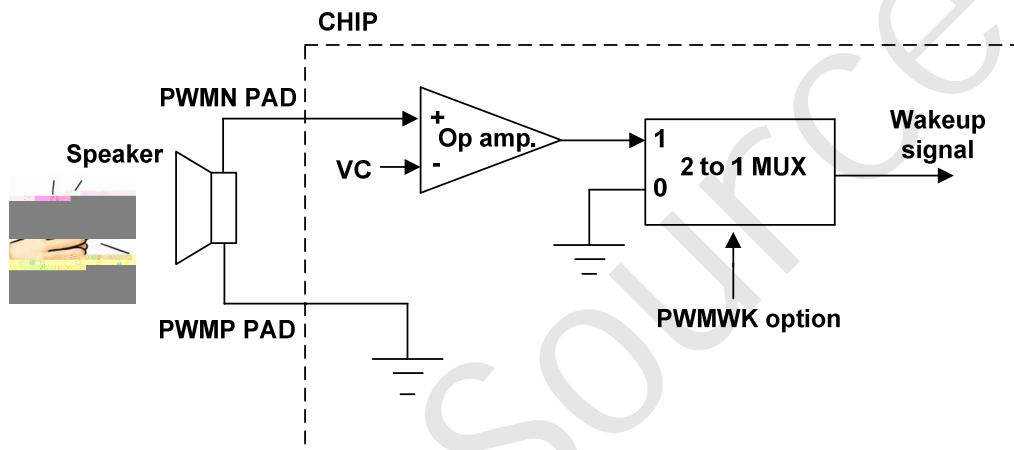 CHIP
PWMN PAD
Speaker
+
Op amp.
VC
-
1
2 to 1 MUX
0
Wakeup
signal
PWMP PAD
PWMWK option
Source